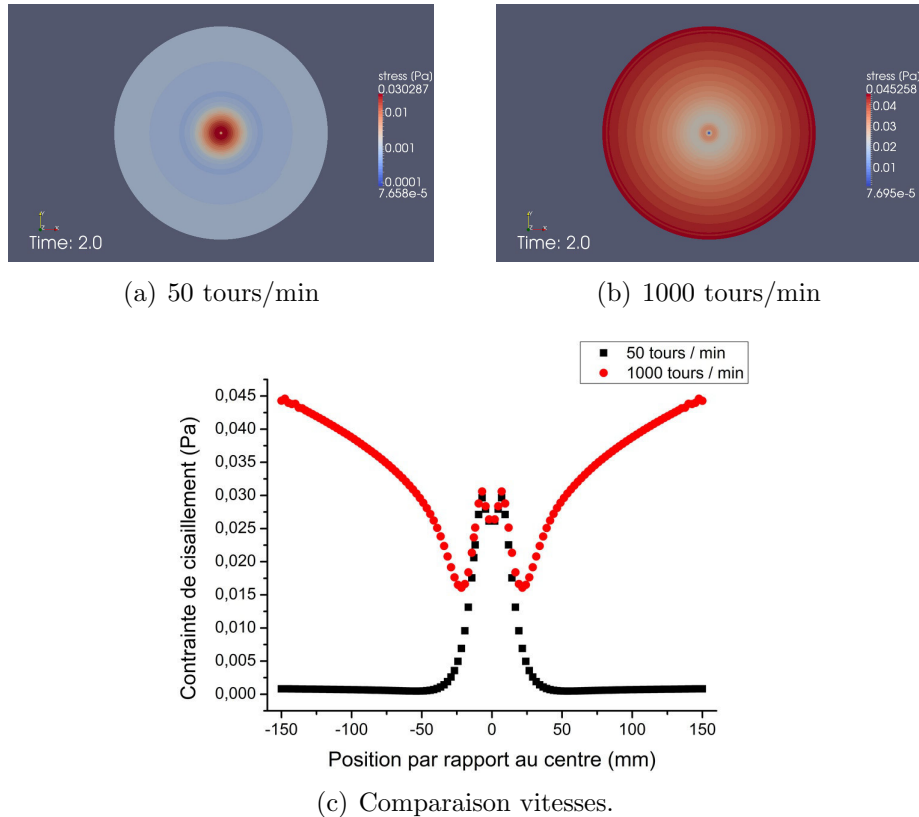 stress (Pa)
0.030287
0.01
0.001
-0.0001
7.658e-5
Time: 2.0
(a) 50 tours/min
stress (Pa)
0.045258
0.04
0.03
0.02
0.01
7.695e-5
Time: 2.0
(b) 1000 tours/min
50 tours / min
1000 tours / min
0,045
0,040
0,035
0,030
0,025
0,020
0,015
0,010
0,005
0,000
Contrainte de cisaillement (Pa)
-150 -100 -50 0 50 100 150
Position par rapport au centre (mm)
(c) Comparaison vitesses.